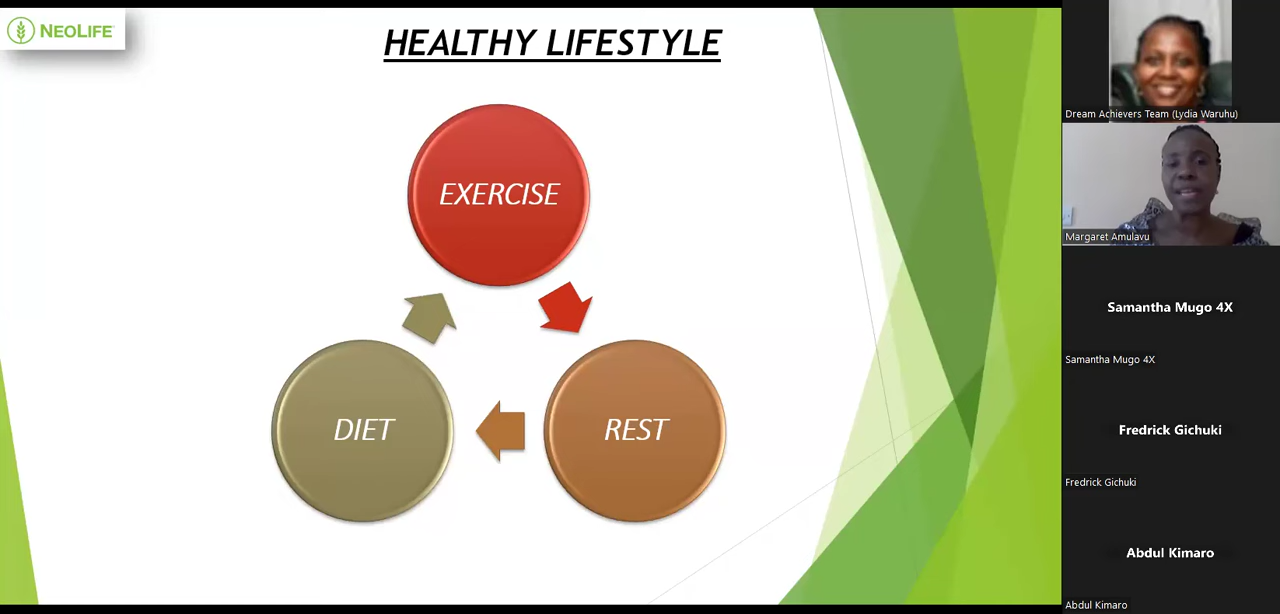 NEOLIFE
HEALTHY LIFESTYLE
EXERCISE
REST
DIET
Dream Achievers Team (Lydia Waruhu)
Margaret Amulavu
Samantha Mugo 4X
Samantha Mugo 4X
Fredrick Gichuki
Fredrick Gichuki
Abdul Kimaro
Abdul Kimaro